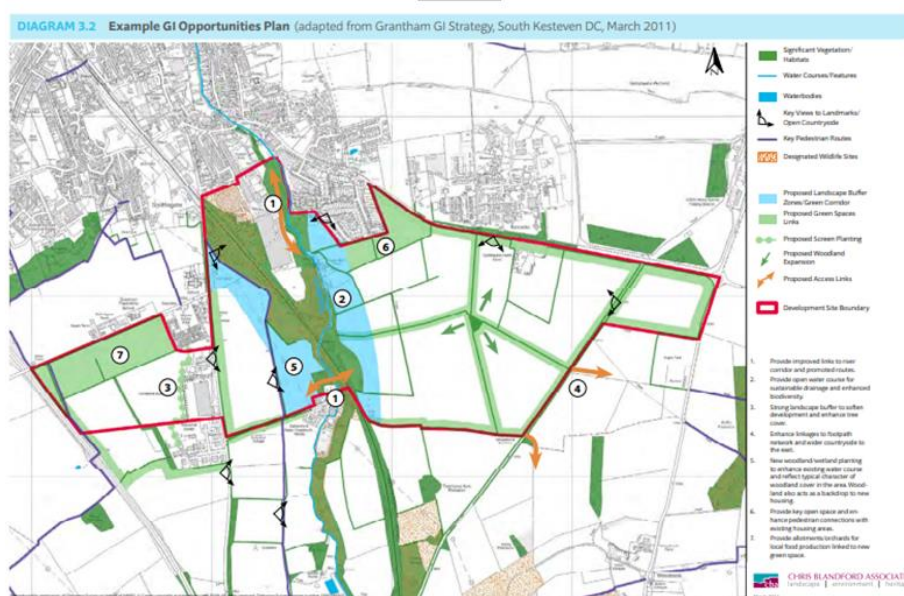 DIAGRAM 3.2 Example GI Opportunities Plan (adapted from Grantham GI Strategy, South Kesteven DC, March 2011)
Significant Vegetation/
Habitats
Water Courses/Features
Waterbodies
Key Views to Landmarks/
Open Countryside
Key Pedestrian Routes
Designated Wildlife Sites
Proposed Landscape Buffer
Zones/Green Corridor
Proposed Green Spaces
Links
Proposed Screen Planting
Proposed Woodland
Expansion
Proposed Access Links
Development Site Boundary
1
6
2
7
3
5
1
4
1. Provide improved links to river
corridor and promoted routes.
2. Provide open water course for
sustainable drainage and enhanced
biodiversity.
3. Strong landscape buffer to soften
development and enhance tree
cover.
4. Enhance linkages to footpath
network and wider countryside to
the east.
5. New woodland/wetland planting
to enhance existing water course
and reflect typical character of
woodland cover in the area. Wood-
land also acts as a backdrop to new
housing.
6. Provide key open space and en-
hance pedestrian connections with
existing housing areas.
7. Provide allotments/orchards for
local food production linked to new
green space.
cba
CHRIS BLANDFORD ASSOCIATE
landscape | environment | herita